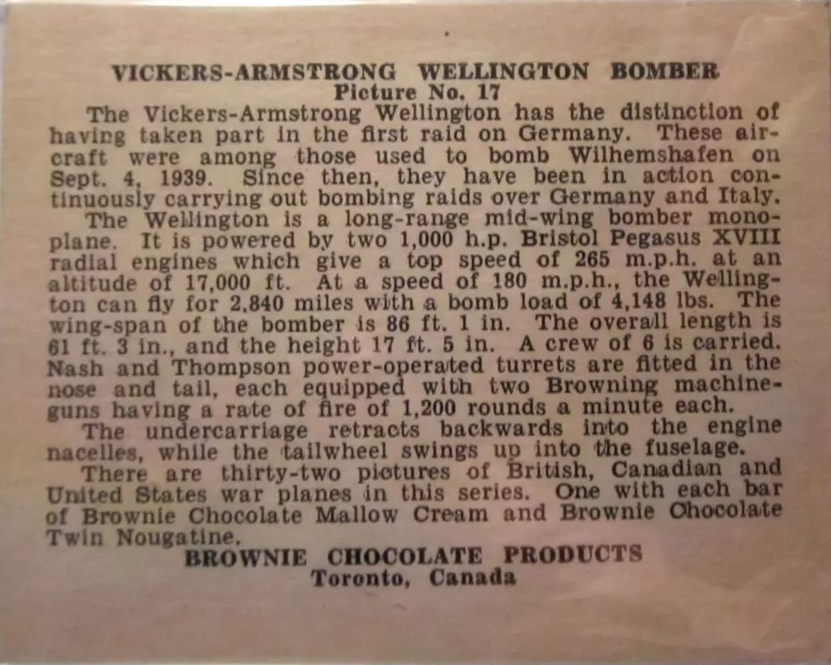 VICKERS-ARMSTRONG WELLINGTON BOMBER
Picture No. 17
The Vickers-Armstrong Wellington has the distinction of
having taken part in the first raid on Germany. These air-
craft were among those used to bomb Wilhemshafen on
Sept. 4, 1939. Since then, they have been in action con-
tinuously carrying out bombing raids over Germany and Italy.
The Wellington is a long-range mid-wing bomber mono-
plane. It is powered by two 1,000 h.p. Bristol Pegasus XVIII
radial engines which give a top speed of 265 m.p.h. at an
altitude of 17,000 ft. At a speed of 180 m.p.h., the Welling-
ton can fly for 2,840 miles with a bomb load of 4,148 lbs. The
wing-span of the bomber is 86 ft. 1 in. The overall length is
61 ft. 3 in., and the height 17 ft. 5 in. A crew of 6 is carried.
Nash and Thompson power-operated turrets are fitted in the
nose and tail, each equipped with two Browning machine-
guns having a rate of fire of 1,200 rounds a minute each.
The undercarriage retracts backwards into the engine
nacelles, while the tailwheel swings up into the fuselage.
There are thirty-two pictures of British, Canadian and
United States war planes in this series. One with each bar
of Brownie Chocolate Mallow Cream and Brownie Chocolate
Twin Nougatine.
BROWNIE CHOCOLATE PRODUCTS
Toronto, Canada